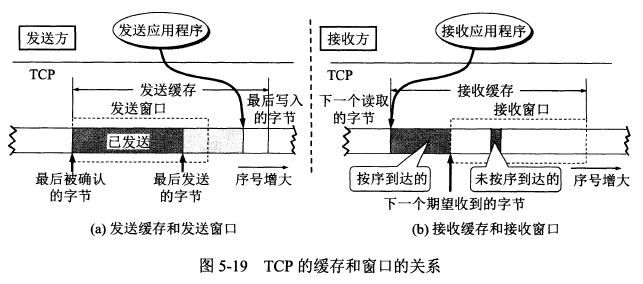 发送方
发送应用程序
TCP
发送缓存
发送窗口
最后写入
的字节
已发送
最后被确认
的字节
最后发送
的字节
序号增大
(a) 发送缓存和发送窗口
接收方
接收应用程序
TCP
下一个读取
的字节
接收缓存
接收窗口
按序到达的
未按序到达的
序号增大
下一个期望收到的字节
(b) 接收缓存和接收窗口
图 5-19 TCP 的缓存和窗口的关系